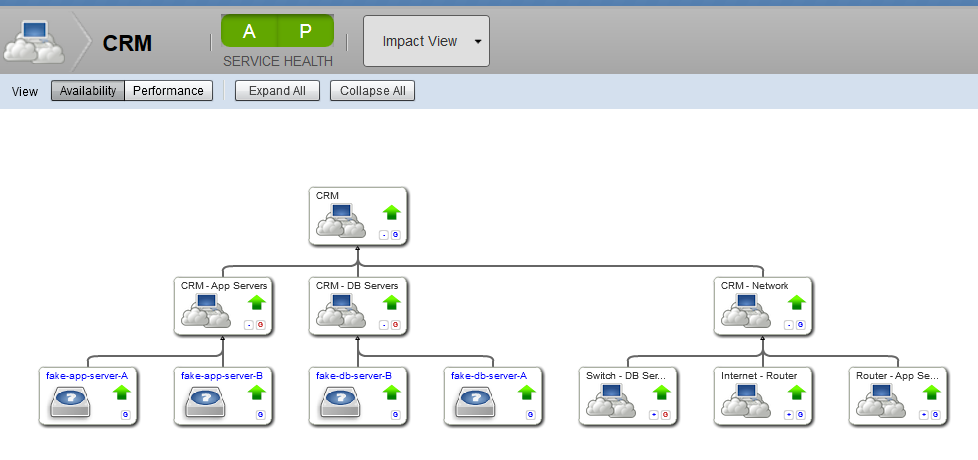 CRM
A P
SERVICE HEALTH
Impact View
View Availability Performance Expand All Collapse All
CRM
- G
CRM - App Servers CRM - DB Servers CRM - Network
- G - G - G
fake-app-server-A fake-app-server-B fake-db-server-B fake-db-server-A Switch - DB Ser... Internet - Router Router - App Se...
? ? ? ?
G G G G + G + G + G